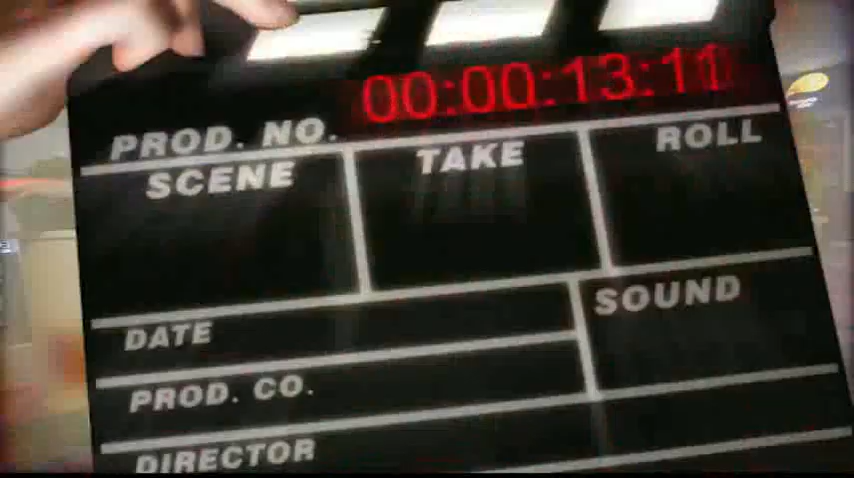 00:00:13:11
PROD. NO.
SCENE
TAKE
ROLL
SOUND
DATE
PROD. CO.
DIRECTOR